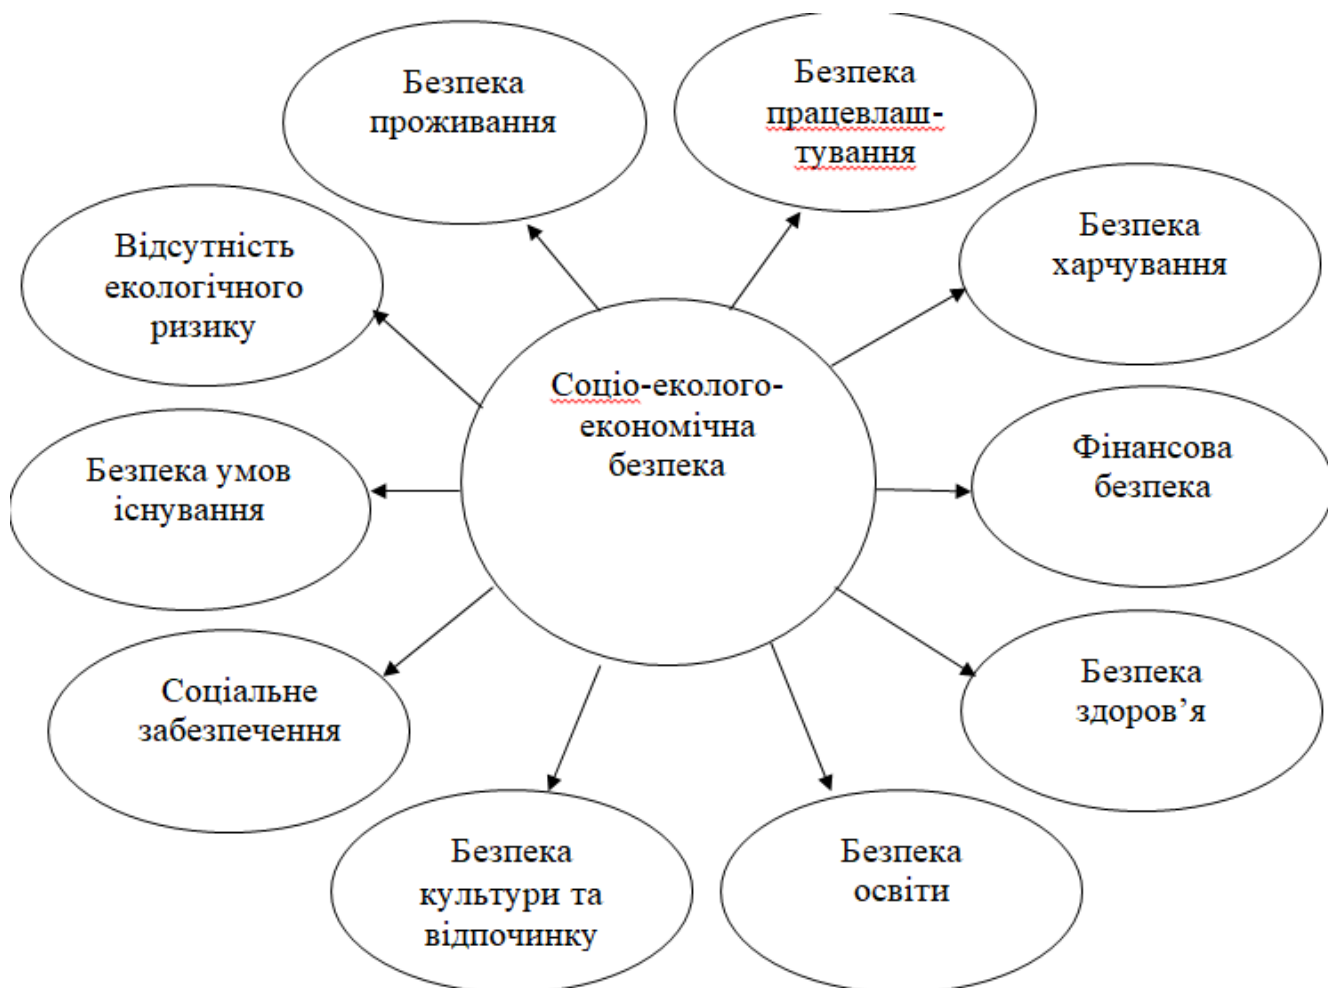 Безпека
проживання
Безпека
працевлаш-
тування
Відсутність
екологічного
ризику
Безпека
харчування
Соціо-еколого-
економічна
безпека
Безпека умов
існування
Фінансова
безпека
Соціальне
забезпечення
Безпека
здоров’я
Безпека
культури та
відпочинку
Безпека
освіти